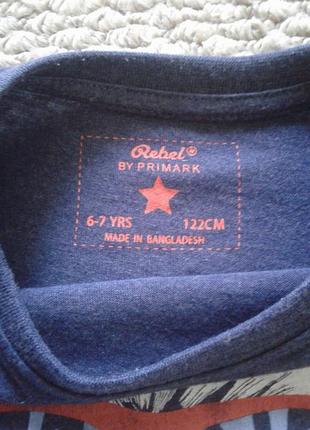 Rebel
BY PRIMARK
6-7 YRS 122CM
MADE IN BANGLADESH